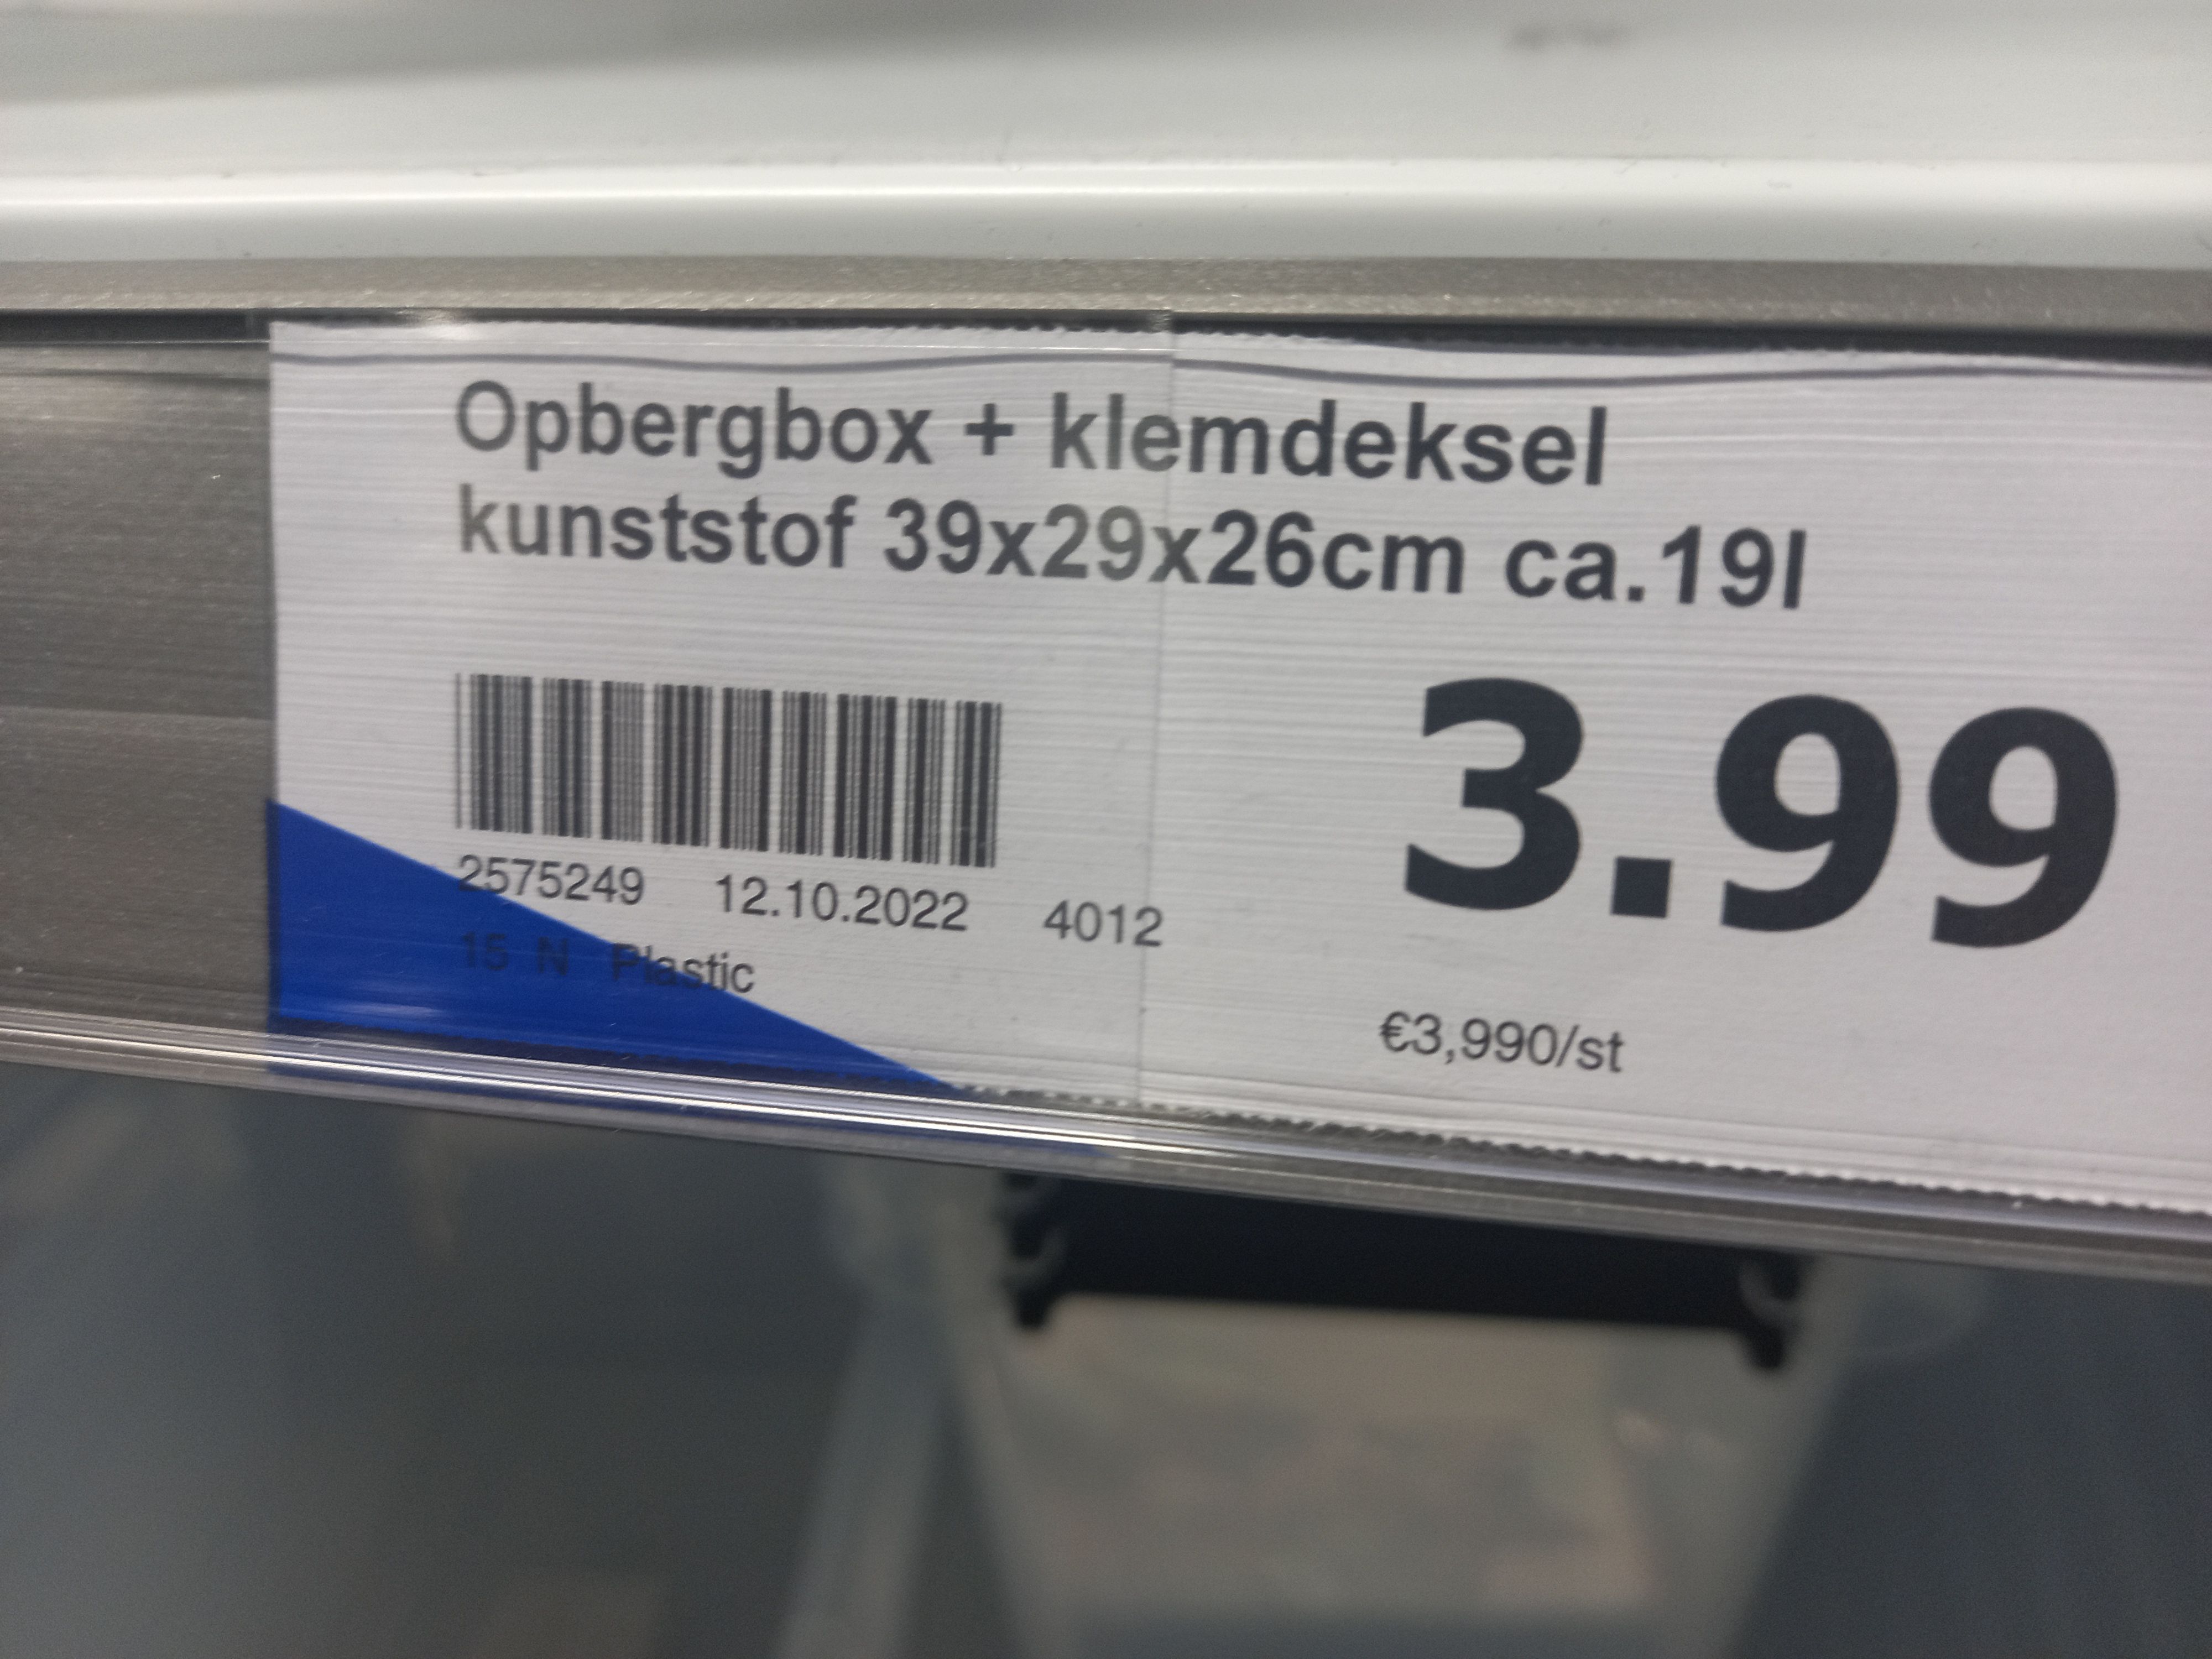 Opbergbox + klemdeksel
kunststof 39x29x26cm ca.19l
3.99
2575249 12.10.2022 4012
15 N Plastic
€3,990/st